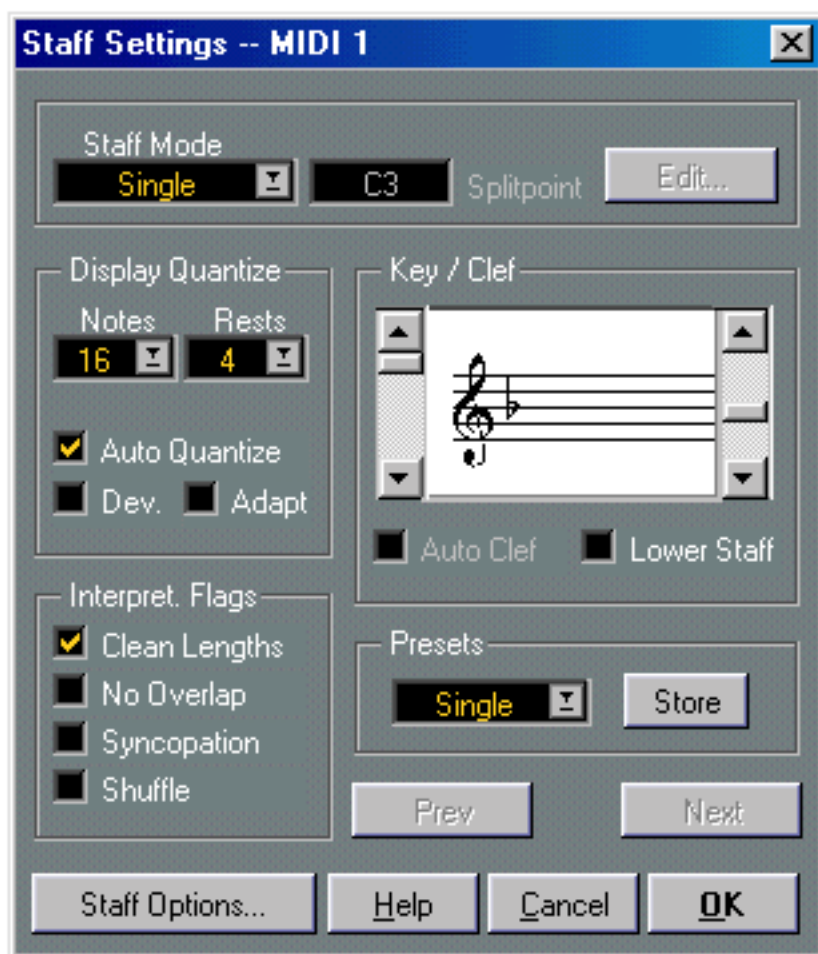 Staff Settings -- MIDI 1
Staff Mode
Single C3 Splitpoint Edit...
Display Quantize
Notes Rests
16 4
Auto Quantize
Dev. Adapt
Key / Clef
Auto Clef Lower Staff
Interpret. Flags
Clean Lengths
No Overlap
Syncopation
Shuffle
Presets
Single Store
Prev Next
Staff Options... Help Cancel OK